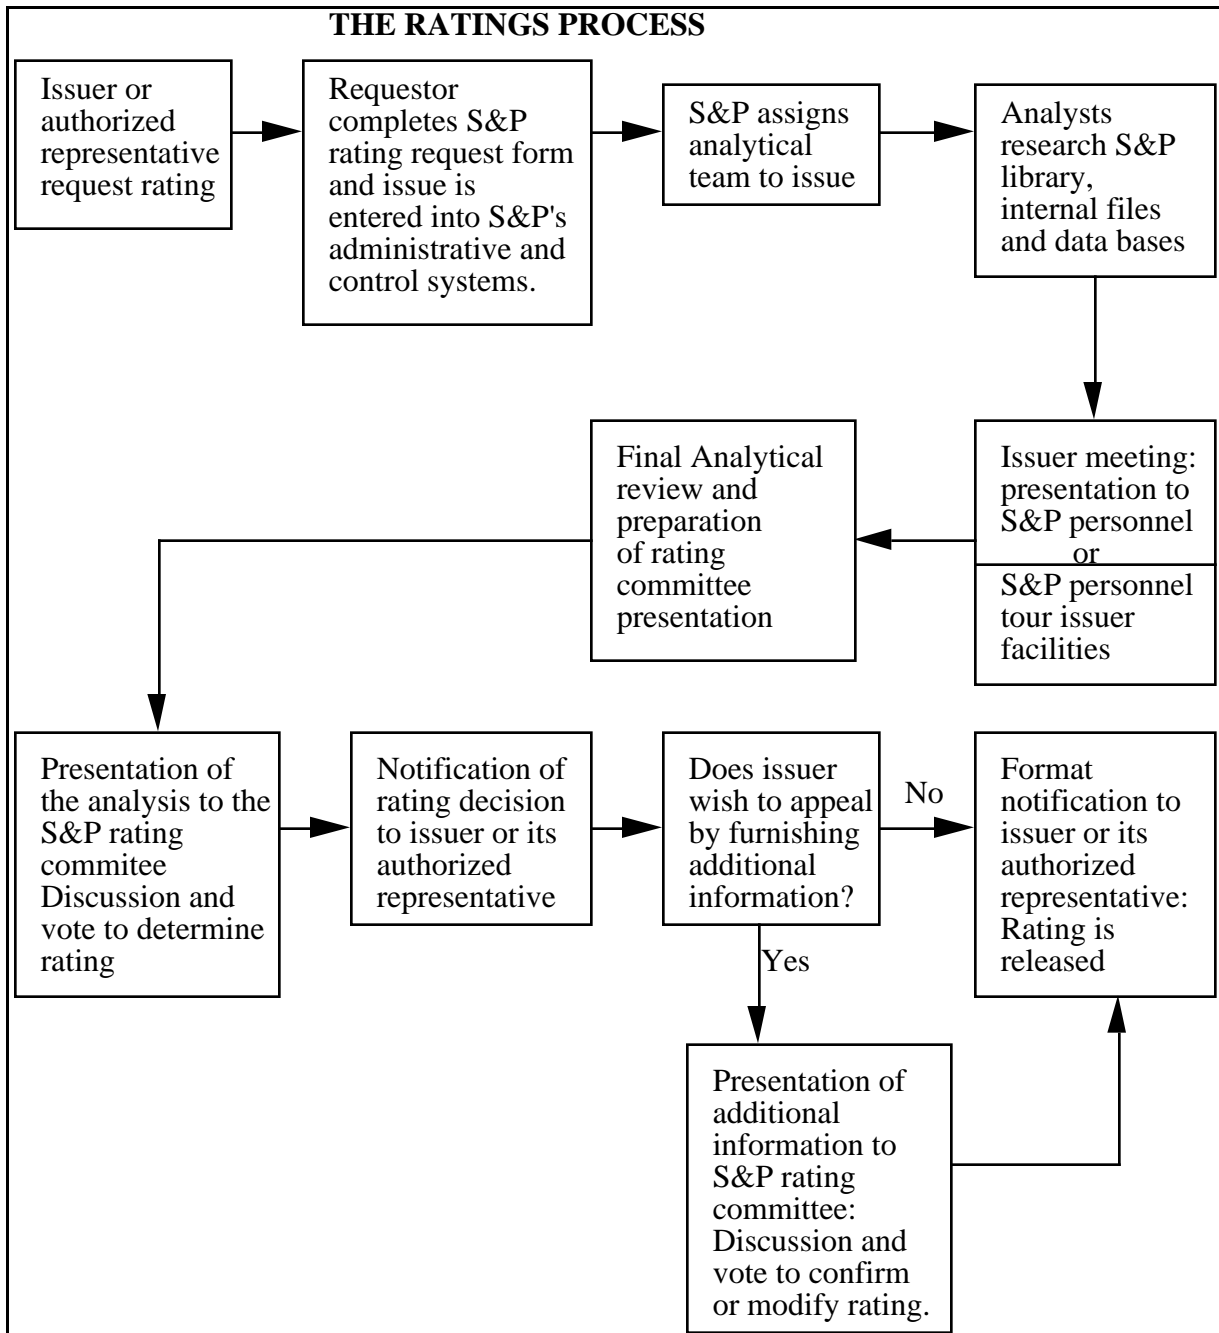 THE RATINGS PROCESS
Issuer or
authorized
representative
request rating
Requestor
completes S&P
rating request form
and issue is
entered into S&P's
administrative and
control systems.
S&P assigns
analytical
team to issue
Analysts
research S&P
library,
internal files
and data bases
Issuer meeting:
presentation to
S&P personnel
or
S&P personnel
tour issuer
facilities
Final Analytical
review and
preparation
of rating
committee
presentation
Presentation of
the analysis to the
S&P rating
commitee
Discussion and
vote to determine
rating
Notification of
rating decision
to issuer or its
authorized
representative
Does issuer
wish to appeal
by furnishing
additional
information?
No
Format
notification to
issuer or its
authorized
representative:
Rating is
released
Yes
Presentation of
additional
information to
S&P rating
committee:
Discussion and
vote to confirm
or modify rating.